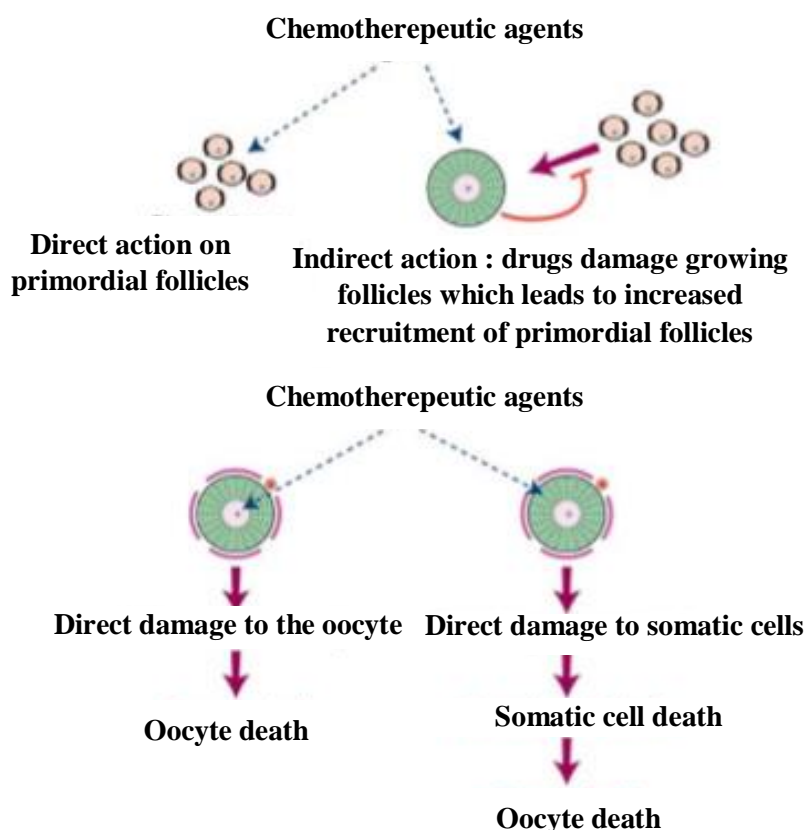 Chemotherepeutic agents
Direct action on
primordial follicles
Indirect action : drugs damage growing
follicles which leads to increased
recruitment of primordial follicles
Chemotherepeutic agents
Direct damage to the oocyte
Direct damage to somatic cells
Oocyte death
Somatic cell death
Oocyte death